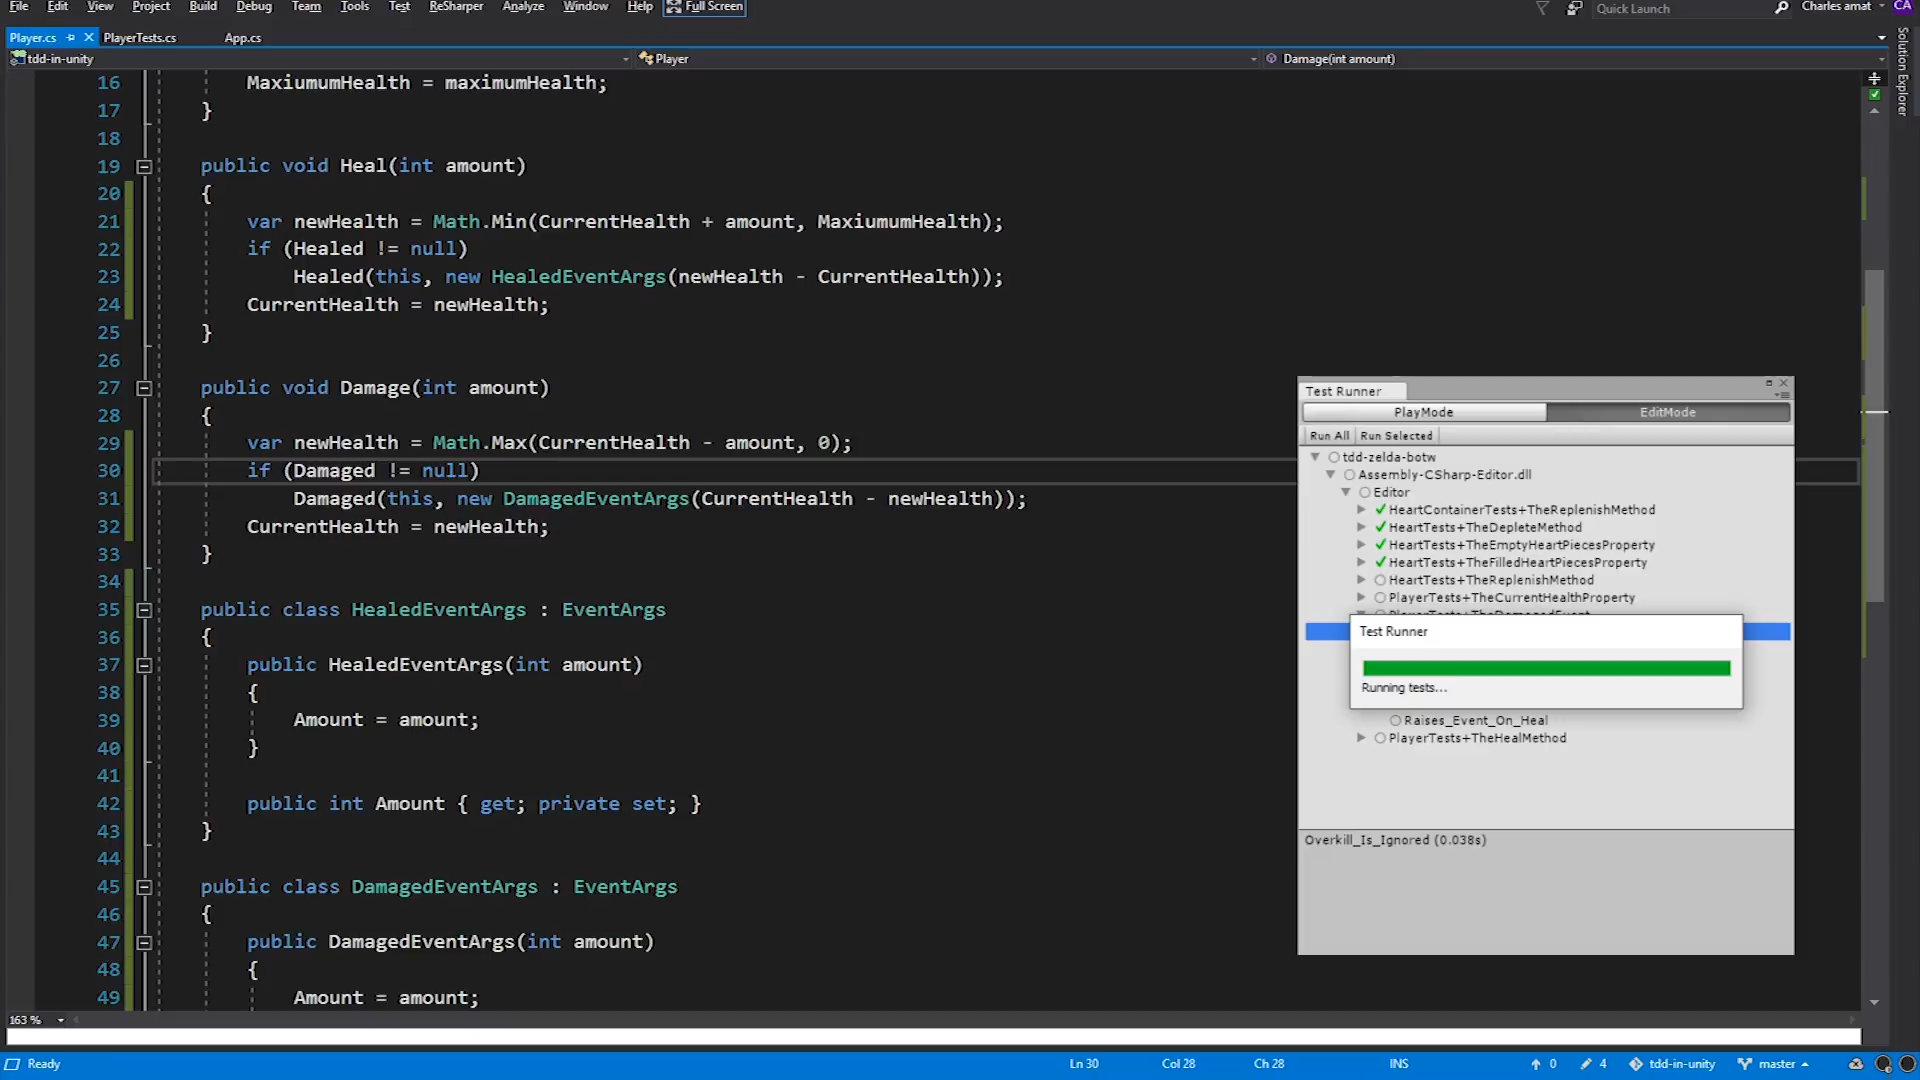 File Edit View Project Build Debug Team Tools Test ReSharper Analyze Window Help Full Screen Quick Launch Charles amat CA
Player.cs PlayerTests.cs App.cs
Solution Explorer
tdd-in-unity Player Damage(int amount)
16 MaxiumumHealth = maximumHealth;
17 }
18
19 public void Heal(int amount)
20 {
21 var newHealth = Math.Min(CurrentHealth + amount, MaxiumumHealth);
22 if (Healed != null)
23 Healed(this, new HealedEventArgs(newHealth - CurrentHealth));
24 CurrentHealth = newHealth;
25 }
26
27 public void Damage(int amount)
28 {
29 var newHealth = Math.Max(CurrentHealth - amount, 0);
30 if (Damaged != null)
31 Damaged(this, new DamagedEventArgs(CurrentHealth - newHealth));
32 CurrentHealth = newHealth;
33 }
34
35 public class HealedEventArgs : EventArgs
36 {
37 public HealedEventArgs(int amount)
38 {
39 Amount = amount;
40 }
41
42 public int Amount { get; private set; }
43 }
44
45 public class DamagedEventArgs : EventArgs
46 {
47 public DamagedEventArgs(int amount)
48 {
49 Amount = amount;
Test Runner
PlayMode EditMode
Run All Run Selected
tdd-zelda-botw
Assembly-CSharp-Editor.dll
Editor
HeartContainerTests+TheReplenishMethod
HeartTests+TheDepleteMethod
HeartTests+TheEmptyHeartPiecesProperty
HeartTests+TheFilledHeartPiecesProperty
HeartTests+TheReplenishMethod
PlayerTests+TheCurrentHealthProperty
PlayerTests+TheDamagedEvent
Test Runner
Running tests...
Raises_Event_On_Heal
PlayerTests+TheHealMethod
Overkill_Is_Ignored (0.038s)
163 %
Ready Ln 30 Col 28 Ch 28 INS 0 4 tdd-in-unity master